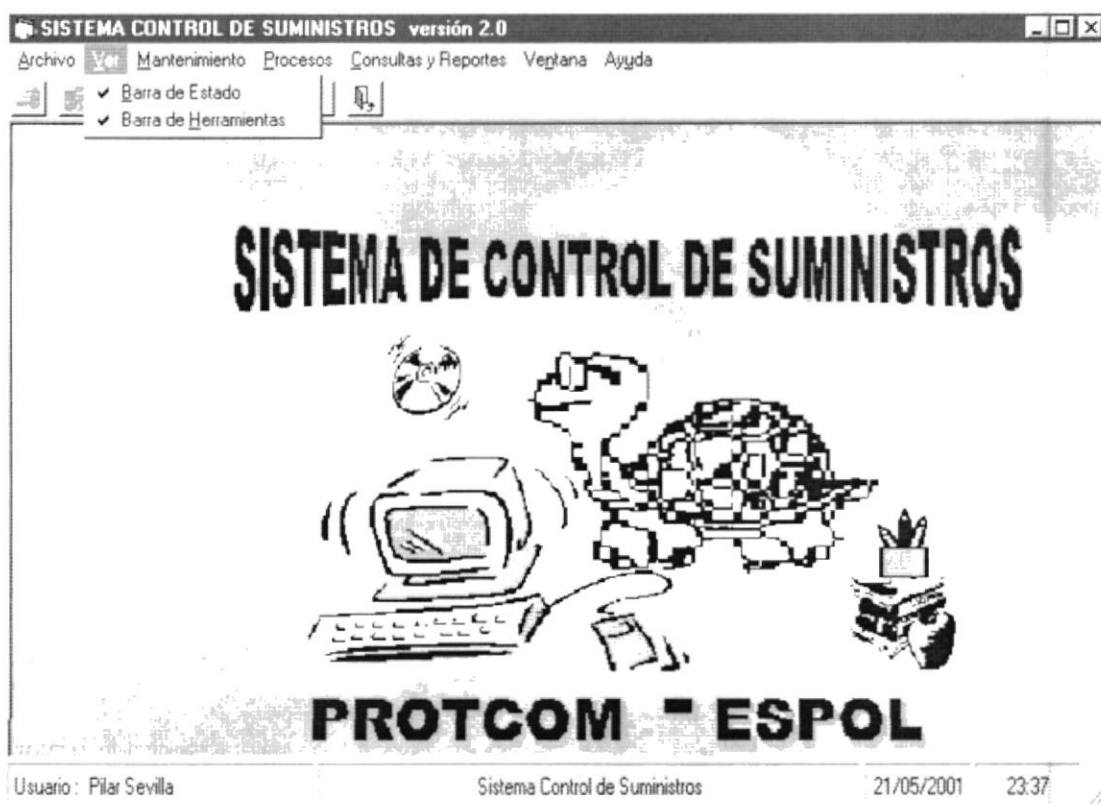 SISTEMA CONTROL DE SUMINISTROS versión 2.0
Archivo Ver Mantenimiento Procesos Consultas y Reportes Ventana Ayuda
Barra de Estado
Barra de Herramientas
SISTEMA DE CONTROL DE SUMINISTROS
PROTCOM - ESPOL
Usuario : Pilar Sevilla Sistema Control de Suministros 21/05/2001 23:37